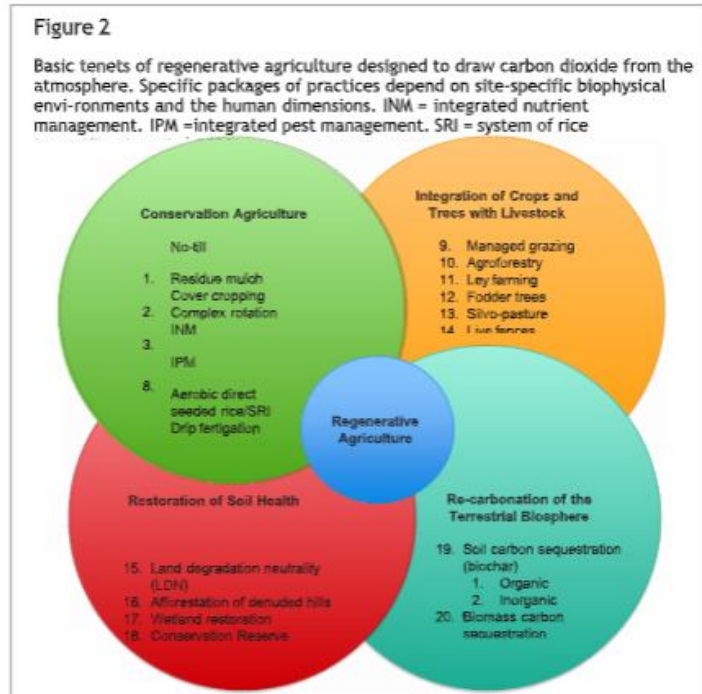 Figure 2
Basic tenets of regenerative agriculture designed to draw carbon dioxide from the
atmosphere. Specific packages of practices depend on site-specific biophysical
envi-ronments and the human dimensions. INM = integrated nutrient
management. IPM =integrated pest management. SRI = system of rice
Conservation Agriculture
No-till
1. Residue mulch
Cover cropping
2. Complex rotation
INM
3.
IPM
8.
Aerobic direct
seeded rice/SRI
Drip fertigation
Integration of Crops and
Trees with Livestock
9. Managed grazing
10. Agroforestry
11. Ley farming
12. Fodder trees
13. Silvo-pasture
14. Live fences
Regenerative
Agriculture
Restoration of Soil Health
15. Land degradation neutrality
(LDN)
16. Afforestation of denuded hills
17. Wetland restoration
18. Conservation Reserve
Re-carbonation of the
Terrestrial Biosphere
19. Soil carbon sequestration
(biochar)
1. Organic
2. Inorganic
20. Biomass carbon
sequestration